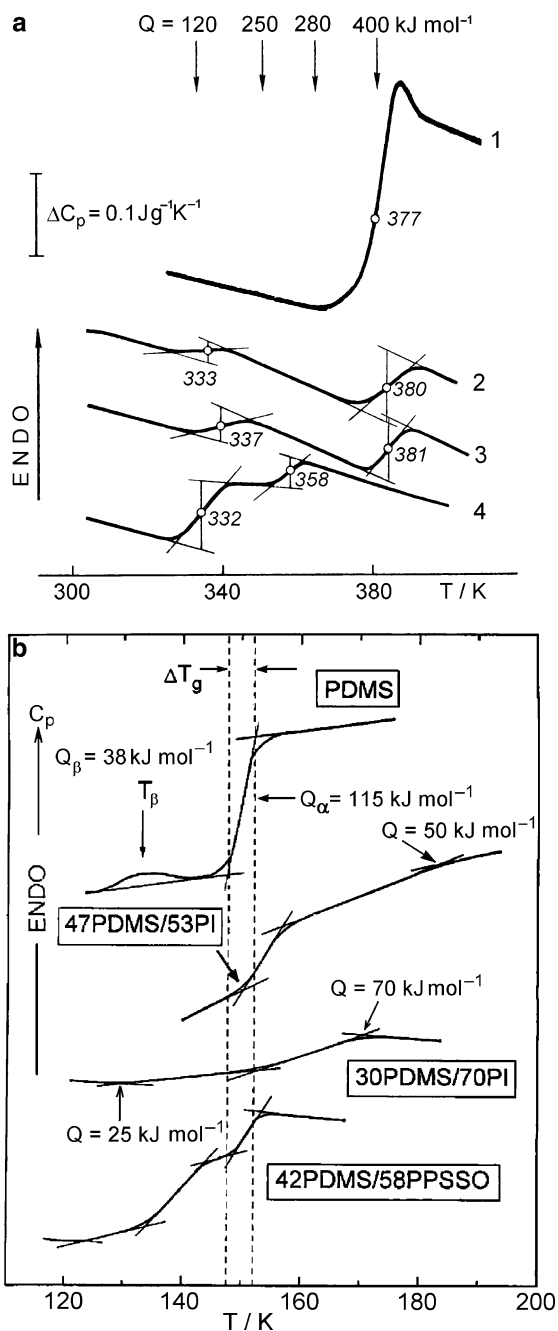 a
Q = 120 250 280 400 kJ mol⁻¹
1
ΔCp = 0.1 Jg⁻¹K⁻¹
377
333
380
2
337
381
3
358
332
4
ENDO
300 340 380 T / K
b
ΔTg
PDMS
Cp
Qβ = 38 kJ mol⁻¹
Tβ
Qα = 115 kJ mol⁻¹
Q = 50 kJ mol⁻¹
ENDO
47PDMS/53PI
Q = 70 kJ mol⁻¹
30PDMS/70PI
Q = 25 kJ mol⁻¹
42PDMS/58PPSSO
120 140 160 180 200
T / K